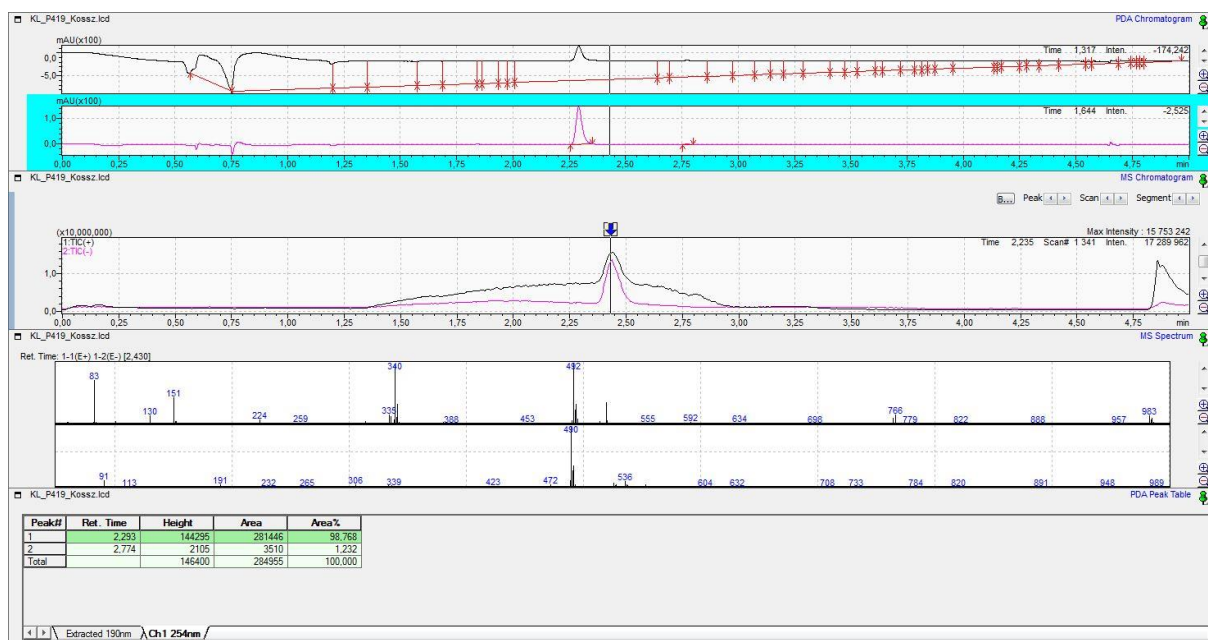 KL_P419_Kossz.lcd PDA Chromatogram
mAU(x100)
Time 1,317 Inten. -174,242
0,0
-5,0
mAU(x100)
Time 1,644 Inten. -2,525
1,0
0,0
0,00 0,25 0,50 0,75 1,00 1,25 1,50 1,75 2,00 2,25 2,50 2,75 3,00 3,25 3,50 3,75 4,00 4,25 4,50 4,75 min
KL_P419_Kossz.lcd MS Chromatogram
B... Peak Scan Segment
(x10,000,000) Max Intensity : 15 753 242
1:TIC(+) Time 2,235 Scan# 1 341 Inten. 17 289 962
2:TIC(-)
1,0
0,0
0,00 0,25 0,50 0,75 1,00 1,25 1,50 1,75 2,00 2,25 2,50 2,75 3,00 3,25 3,50 3,75 4,00 4,25 4,50 4,75 min
KL_P419_Kossz.lcd MS Spectrum
Ret. Time: 1-1(E+) 1-2(E-) [2,430]
83 130 151 224 259 335 340 388 453 492 555 592 634 698 766 779 822 888 957 983
91 113 191 232 265 306 339 423 472 490 536 604 632 708 733 784 820 891 948 989
KL_P419_Kossz.lcd PDA Peak Table
Peak# Ret. Time Height Area Area%
1 2,293 144295 281446 98,768
2 2,774 2105 3510 1,232
Total 146400 284955 100,000
Extracted 190nm Ch1 254nm